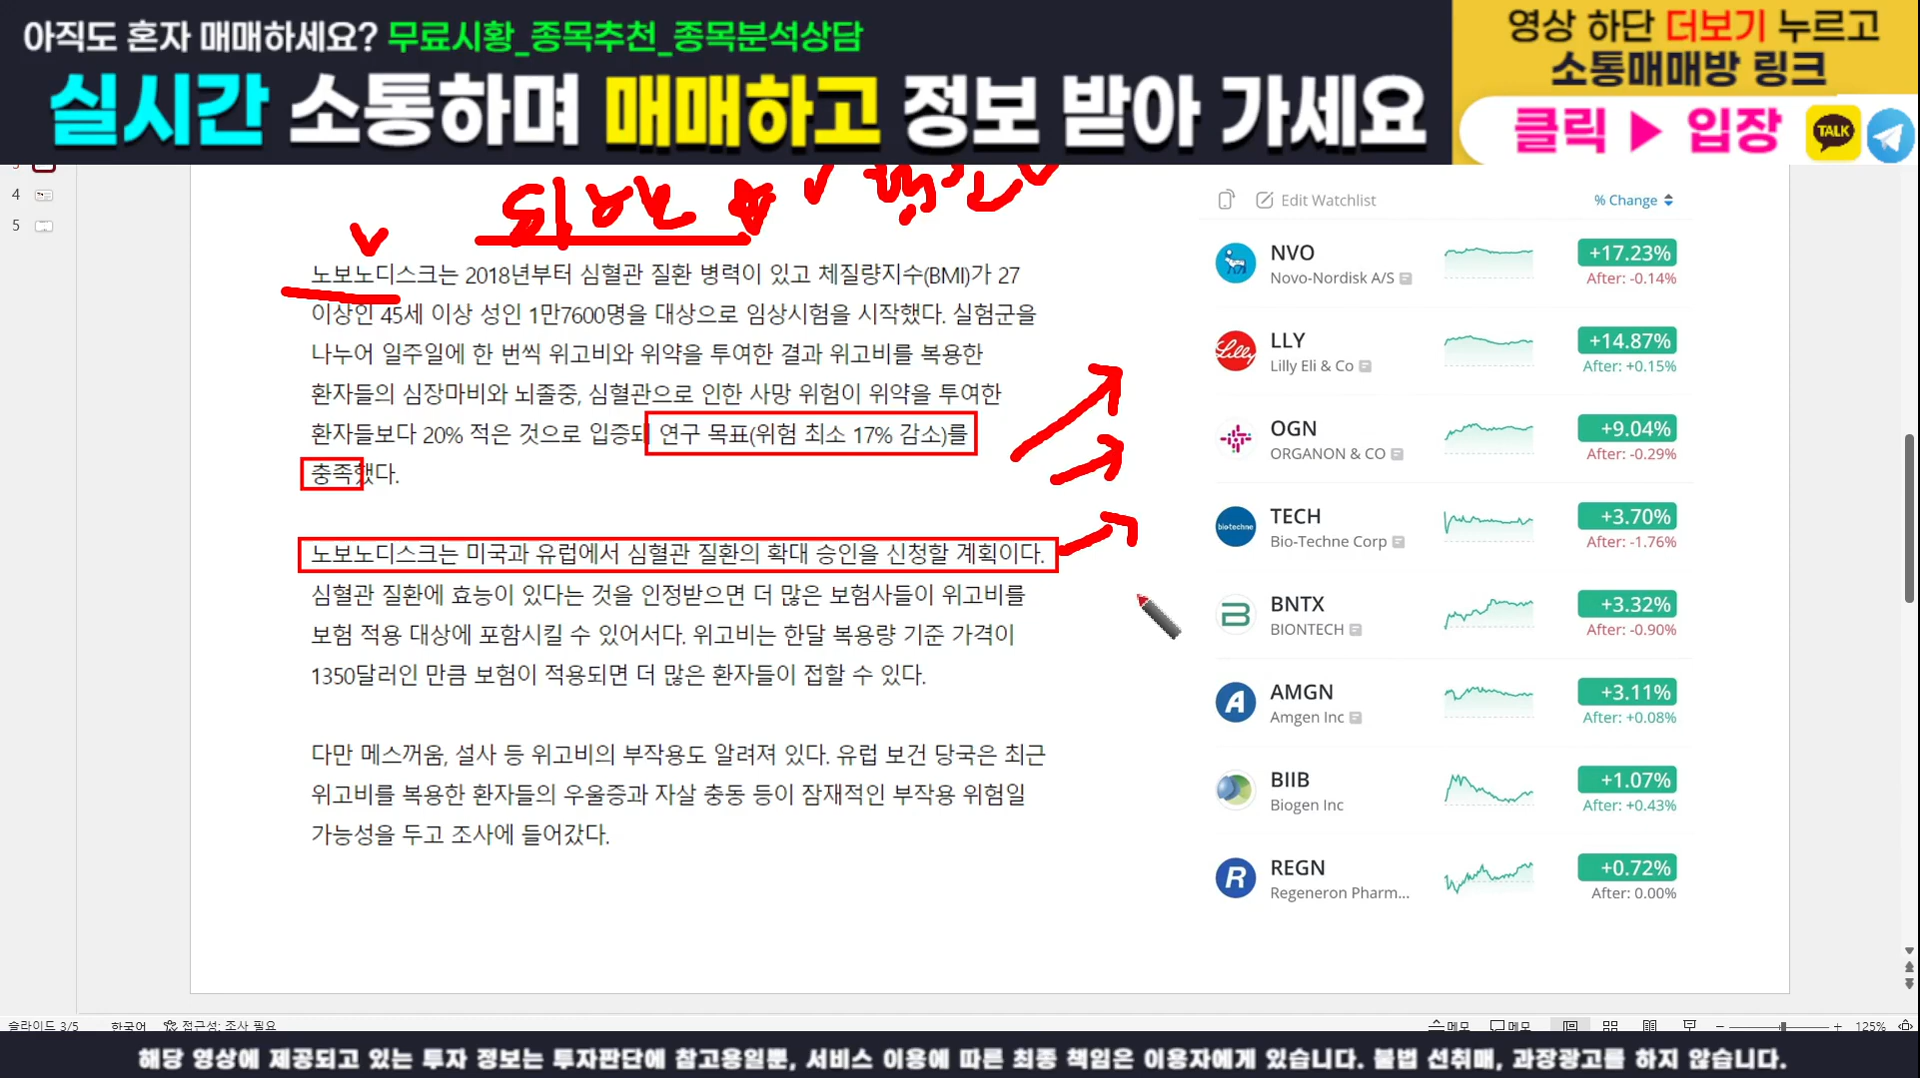 아직도 혼자 매매하세요? 무료시황_종목추천_종목분석상담
실시간 소통하며 매매하고 정보 받아 가세요
영상 하단 더보기 누르고
소통매매방 링크
클릭 ▶ 입장
TALK
4
5
노보노디스크는 2018년부터 심혈관 질환 병력이 있고 체질량지수(BMI)가 27
이상인 45세 이상 성인 1만7600명을 대상으로 임상시험을 시작했다. 실험군을
나누어 일주일에 한 번씩 위고비와 위약을 투여한 결과 위고비를 복용한
환자들의 심장마비와 뇌졸중, 심혈관으로 인한 사망 위험이 위약을 투여한
환자들보다 20% 적은 것으로 입증돼 연구 목표(위험 최소 17% 감소)를
충족했다.
노보노디스크는 미국과 유럽에서 심혈관 질환의 확대 승인을 신청할 계획이다.
심혈관 질환에 효능이 있다는 것을 인정받으면 더 많은 보험사들이 위고비를
보험 적용 대상에 포함시킬 수 있어서다. 위고비는 한달 복용량 기준 가격이
1350달러인 만큼 보험이 적용되면 더 많은 환자들이 접할 수 있다.
다만 메스꺼움, 설사 등 위고비의 부작용도 알려져 있다. 유럽 보건 당국은 최근
위고비를 복용한 환자들의 우울증과 자살 충동 등이 잠재적인 부작용 위험일
가능성을 두고 조사에 들어갔다.
Edit Watchlist
% Change
NVO
+17.23%
Novo-Nordisk A/S
After: -0.14%
Lilly
LLY
+14.87%
Lilly Eli & Co
After: +0.15%
OGN
+9.04%
ORGANON & CO
After: -0.29%
bio-techne
TECH
+3.70%
Bio-Techne Corp
After: -1.76%
BNTX
+3.32%
BIONTECH
After: -0.90%
A
AMGN
+3.11%
Amgen Inc
After: +0.08%
BIIB
+1.07%
Biogen Inc
After: +0.43%
R
REGN
+0.72%
Regeneron Pharm...
After: 0.00%
슬라이드 3/5
한국어
접근성: 조사 필요
메모
메모
125%
해당 영상에 제공되고 있는 투자 정보는 투자판단에 참고용일뿐, 서비스 이용에 따른 최종 책임은 이용자에게 있습니다. 불법 선취매, 과장광고를 하지 않습니다.